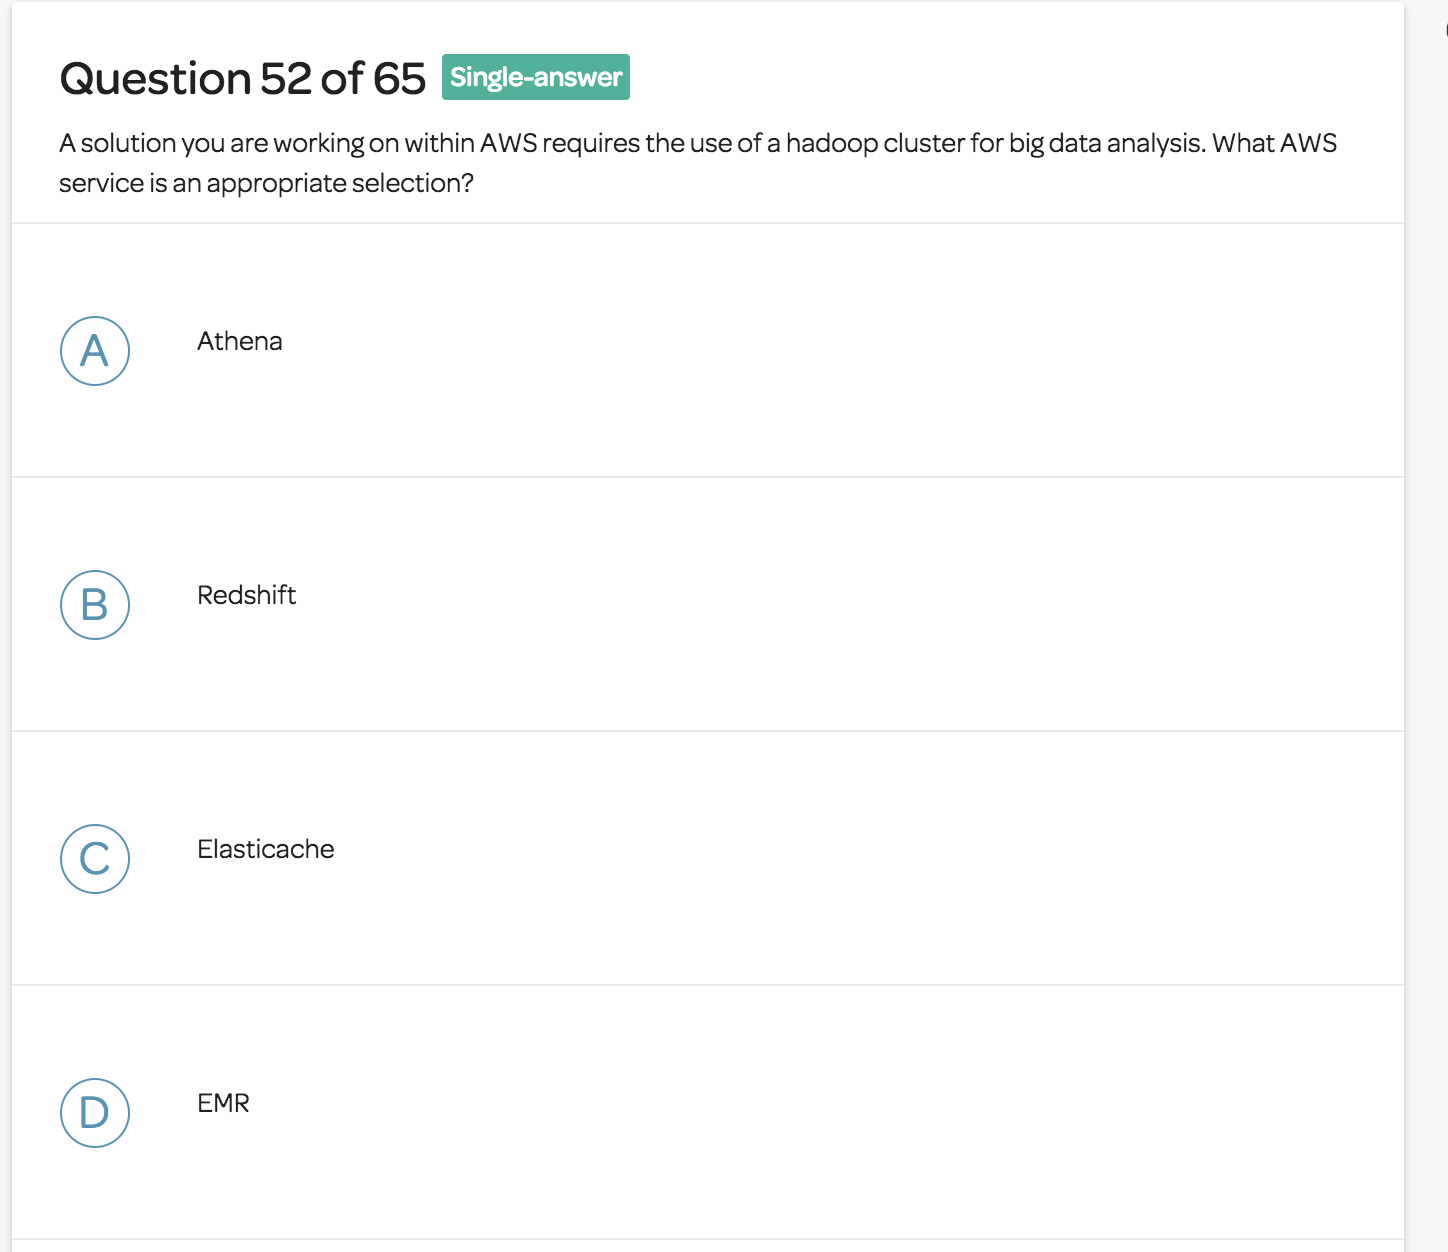 Question 52 of 65 Single-answer
A solution you are working on within AWS requires the use of a hadoop cluster for big data analysis. What AWS
service is an appropriate selection?
A Athena
B Redshift
C Elasticache
D EMR